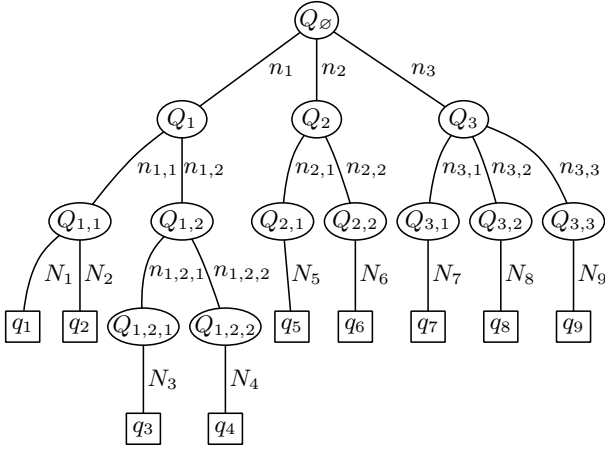 Q∅
n₁ n₂ n₃
Q₁ Q₂ Q₃
n₁,₁ n₁,₂ n₂,₁ n₂,₂ n₃,₁ n₃,₂ n₃,₃
Q₁,₁ Q₁,₂ Q₂,₁ Q₂,₂ Q₃,₁ Q₃,₂ Q₃,₃
N₁ N₂ n₁,₂,₁ n₁,₂,₂ N₅ N₆ N₇ N₈ N₉
q₁ q₂ Q₁,₂,₁ Q₁,₂,₂ q₅ q₆ q₇ q₈ q₉
N₃ N₄
q₃ q₄